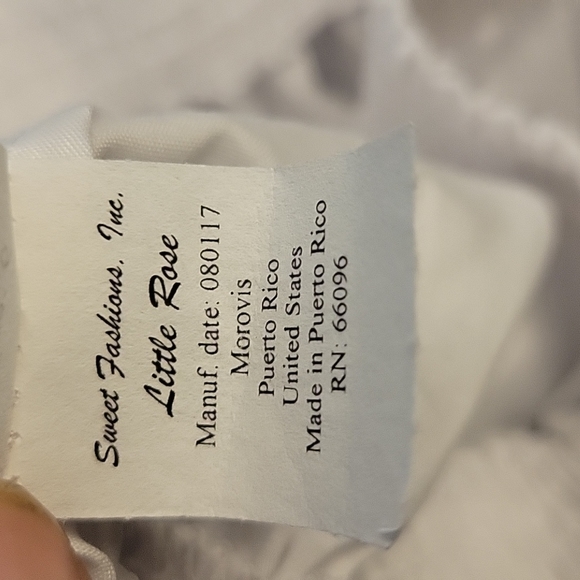 Sweet Fashions, Inc.
Little Rose
Manuf. date: 080117
Morovis
Puerto Rico
United States
Made in Puerto Rico
RN: 66096